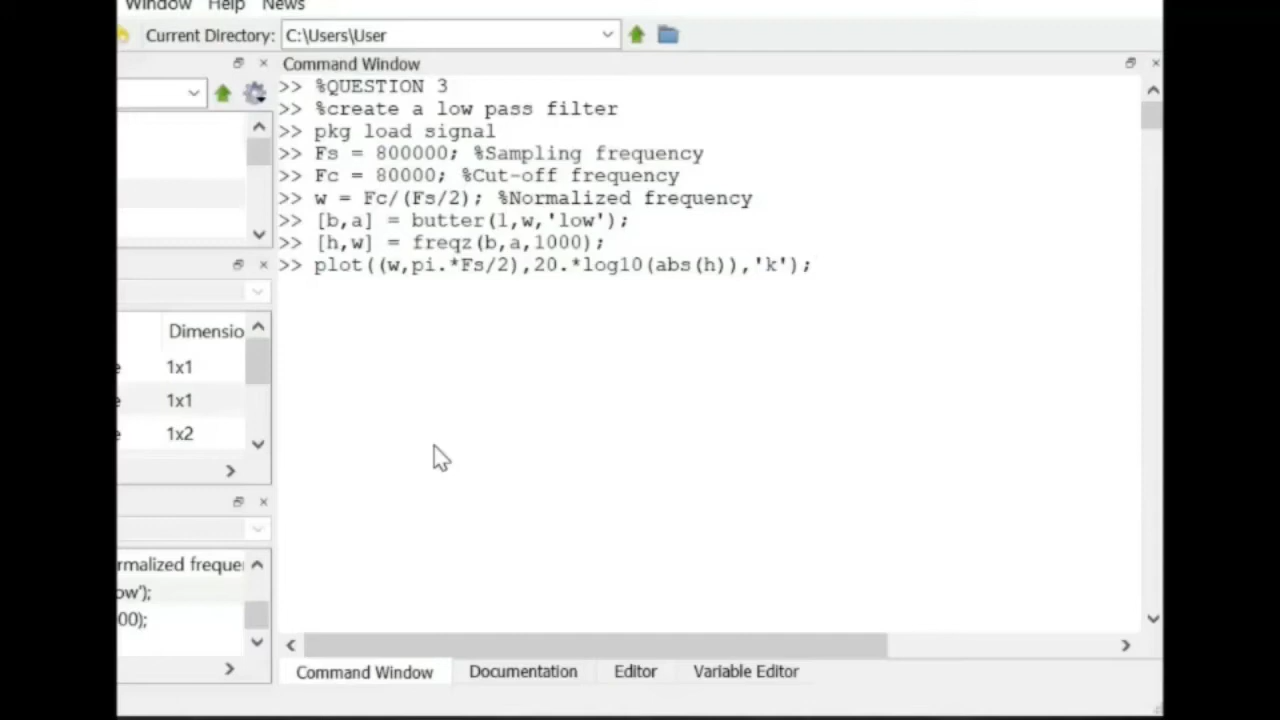 Window Help News
Current Directory: C:\Users\User
Command Window
>> %QUESTION 3
>> %create a low pass filter
>> pkg load signal
>> Fs = 800000; %Sampling frequency
>> Fc = 80000; %Cut-off frequency
>> w = Fc/(Fs/2); %Normalized frequency
>> [b,a] = butter(1,w,'low');
>> [h,w] = freqz(b,a,1000);
>> plot((w,pi.*Fs/2),20.*log10(abs(h)),'k');
Dimensio
e 1x1
e 1x1
e 1x2
rmalized freque
ow');
00);
Command Window Documentation Editor Variable Editor